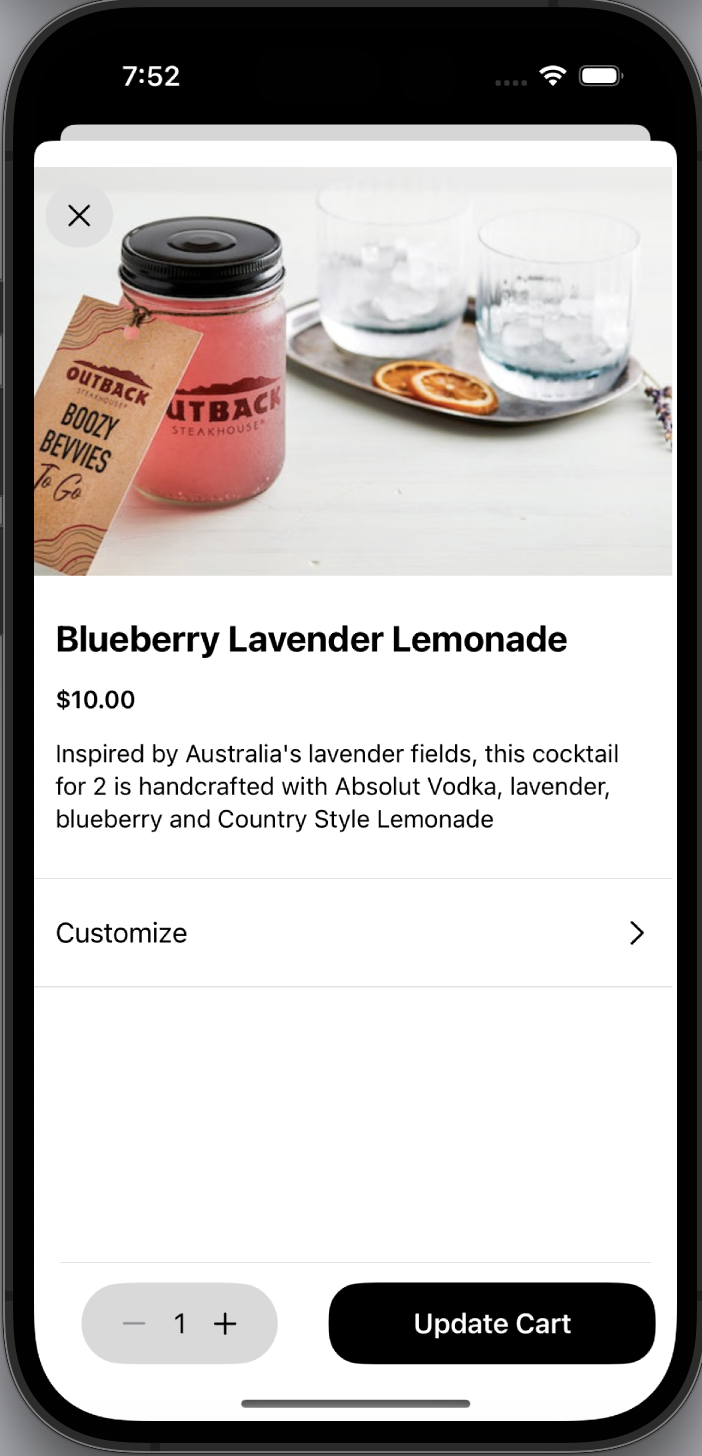 7:52
OUTBACK
STEAKHOUSE®
BOOZY
BEVVIES
To Go
UTBACK
STEAKHOUSE®
Blueberry Lavender Lemonade
$10.00
Inspired by Australia's lavender fields, this cocktail
for 2 is handcrafted with Absolut Vodka, lavender,
blueberry and Country Style Lemonade
Customize
1
Update Cart